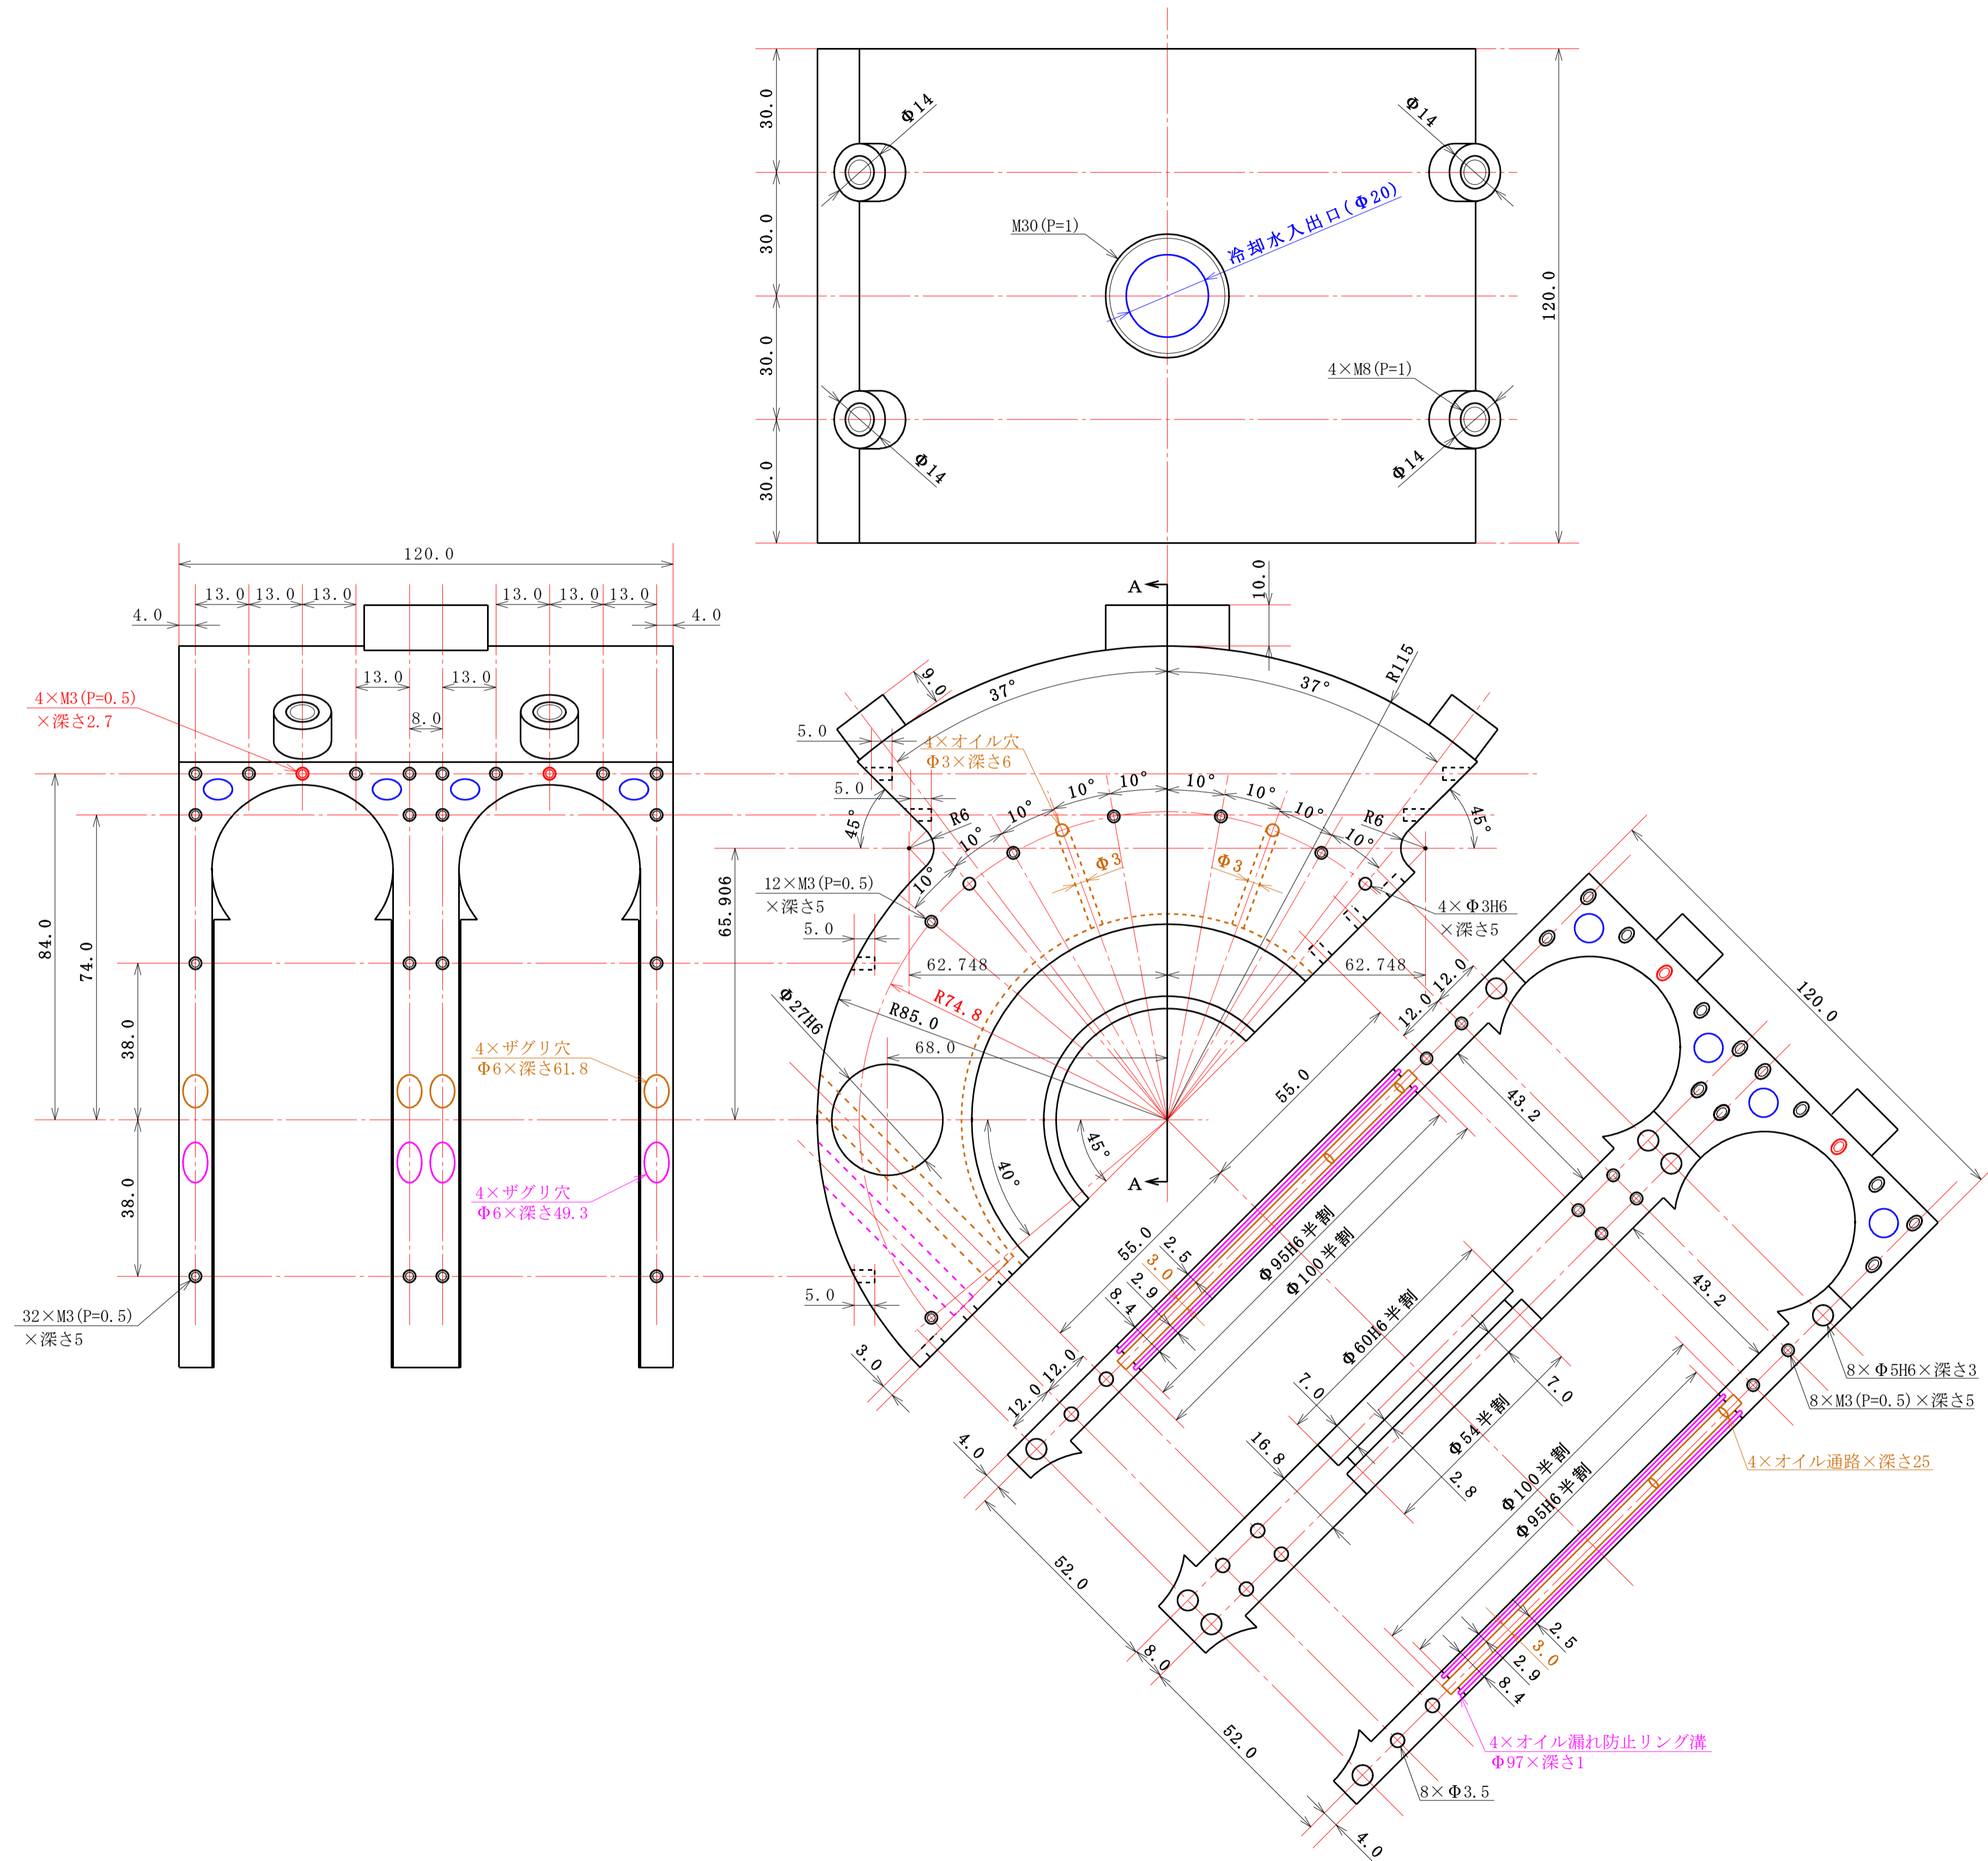 30.0
30.0
30.0
30.0
Φ14
Φ14
Φ14
Φ14
M30(P=1)
冷却水入出口(Φ20)
4×M8(P=1)
120.0
120.0
13.0
13.0
13.0
13.0
13.0
13.0
4.0
4.0
13.0
13.0
8.0
4×M3(P=0.5)
×深さ2.7
84.0
74.0
38.0
38.0
4×ザグリ穴
Φ6×深さ61.8
4×ザグリ穴
Φ6×深さ49.3
32×M3(P=0.5)
×深さ5
A
10.0
R115
9.0
37°
37°
5.0
4×オイル穴
Φ3×深さ6
5.0
10°
10°
10°
10°
10°
10°
10°
10°
45°
45°
R6
R6
65.906
12×M3(P=0.5)
×深さ5
Φ3
Φ3
4×Φ3H6
×深さ5
5.0
62.748
62.748
R74.8
R85.0
Φ27H6
68.0
45°
40°
A
5.0
3.0
12.0
12.0
120.0
55.0
43.2
55.0
2.5
3.0
2.9
8.4
Φ95H6半割
Φ100半割
43.2
Φ60H6半割
12.0
12.0
7.0
7.0
8×Φ5H6×深さ3
8×M3(P=0.5)×深さ5
4.0
16.8
Φ54半割
2.8
Φ100半割
Φ95H6半割
4×オイル通路×深さ25
52.0
8.0
2.5
3.0
2.9
8.4
52.0
4×オイル漏れ防止リング溝
Φ97×深さ1
8×Φ3.5
4.0